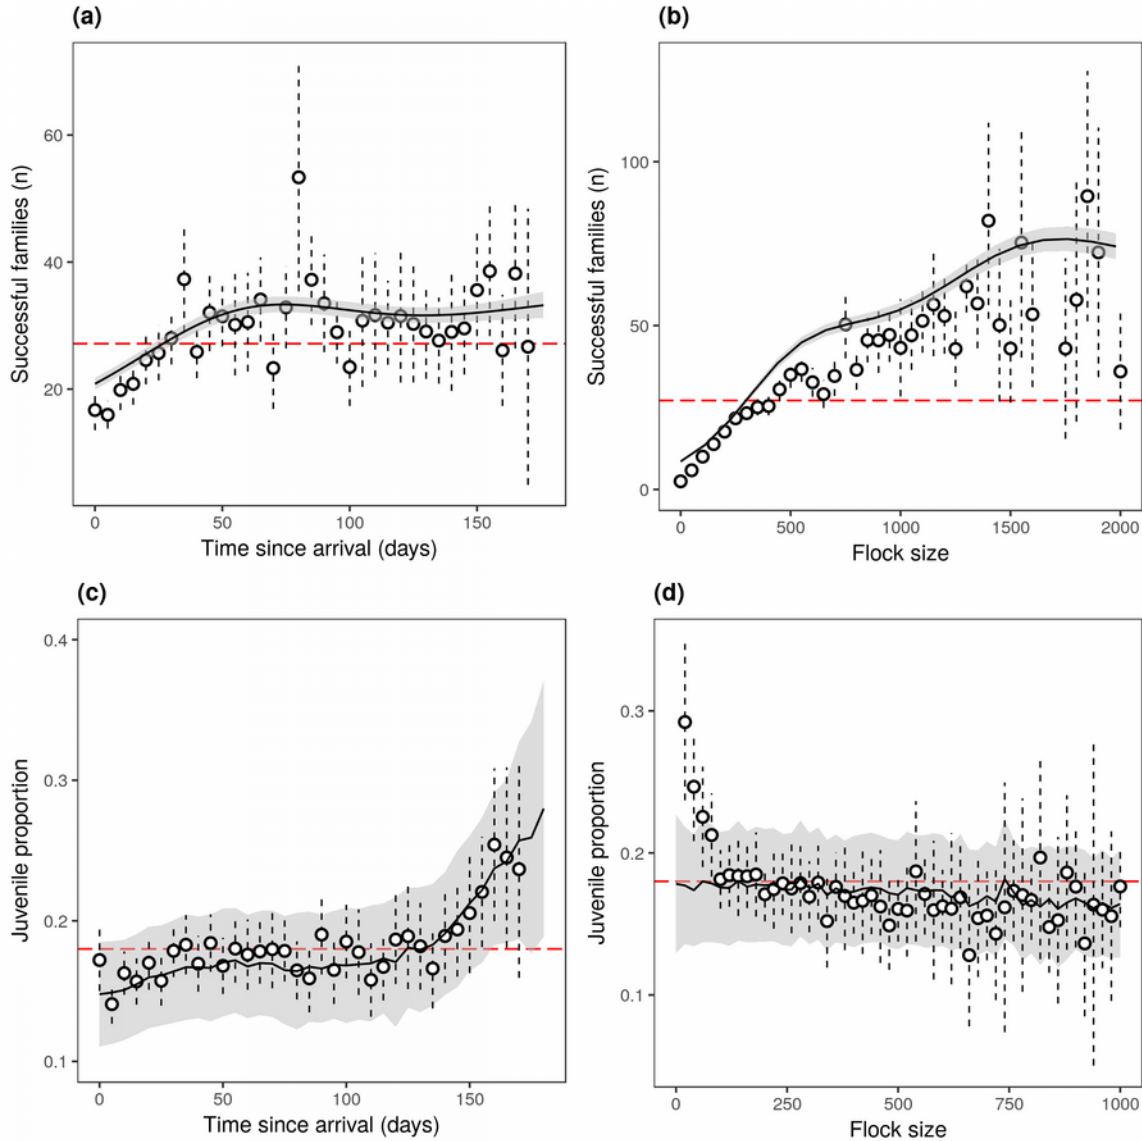 (a)
Successful families (n)
60
40
20
0
50
100
150
Time since arrival (days)
(b)
Successful families (n)
100
50
0
0
500
1000
1500
2000
Flock size
(c)
Juvenile proportion
0.4
0.3
0.2
0.1
0
50
100
150
Time since arrival (days)
(d)
Juvenile proportion
0.3
0.2
0.1
0
250
500
750
1000
Flock size